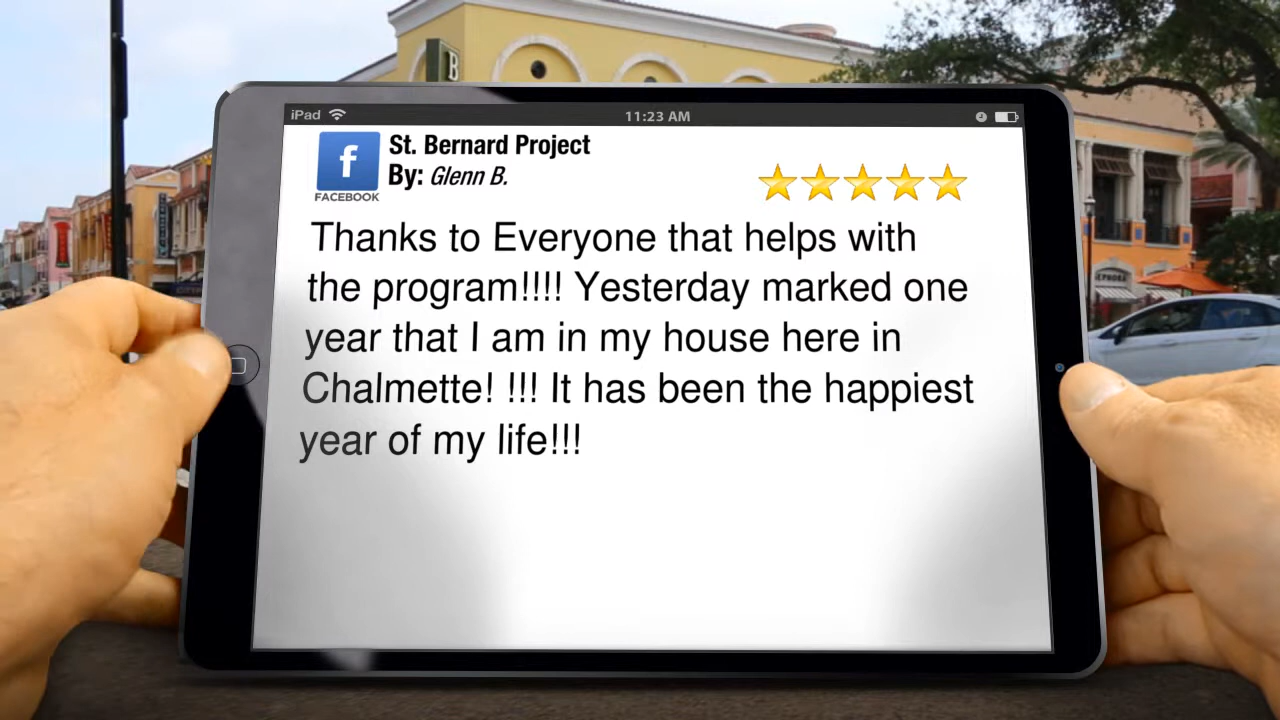 iPad
11:23 AM
f
FACEBOOK
St. Bernard Project
By: Glenn B.
Thanks to Everyone that helps with
the program!!!! Yesterday marked one
year that I am in my house here in
Chalmette! !!! It has been the happiest
year of my life!!!
B